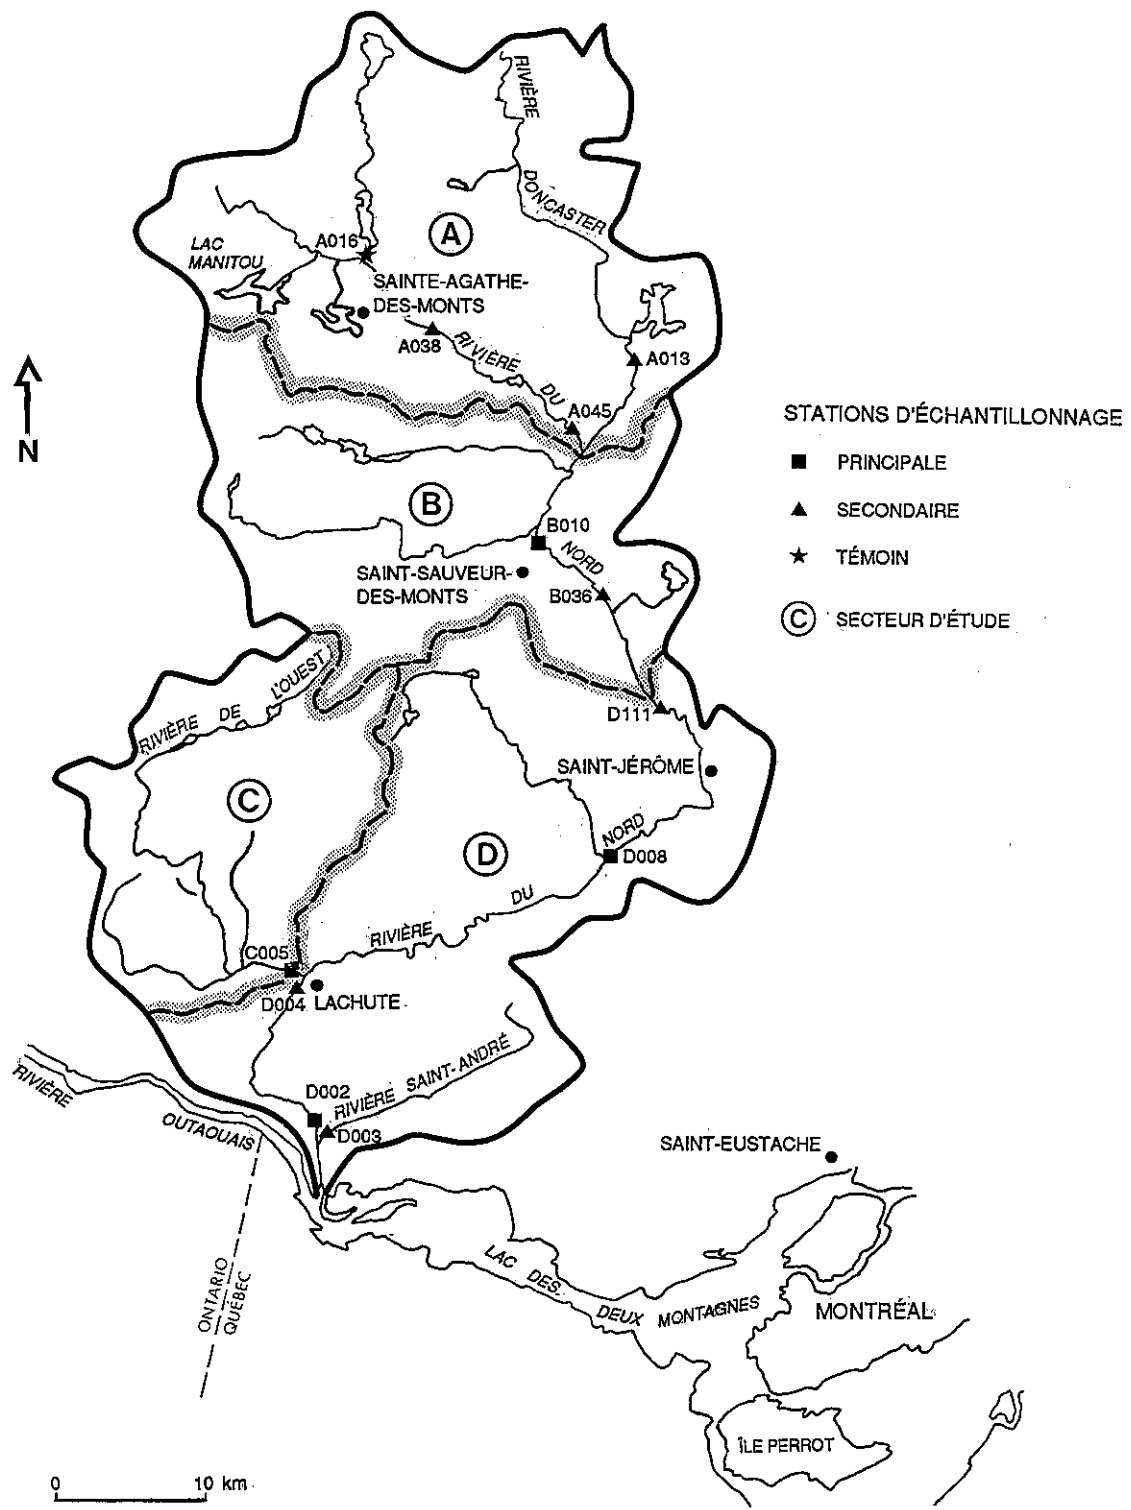 RIVIÈRE
DONCASTER
A
A016
LAC
MANITOU
SAINTE-AGATHE-
DES-MONTS
A038
RIVIÈRE
DU
A013
A045
N
STATIONS D'ÉCHANTILLONNAGE
PRINCIPALE
SECONDAIRE
TÉMOIN
C SECTEUR D'ÉTUDE
B
B010
NORD
SAINT-SAUVEUR-
DES-MONTS
B036
RIVIÈRE DE L'OUEST
D111
SAINT-JÉRÔME
C
D
NORD
D008
DU
RIVIÈRE
C005
D004 LACHUTE
D002
RIVIÈRE SAINT-ANDRÉ
D003
RIVIÈRE
OUTAOUAIS
SAINT-EUSTACHE
ONTARIO
QUÉBEC
LAC DES
DEUX MONTAGNES
MONTRÉAL
ÎLE PERROT
0 10 km